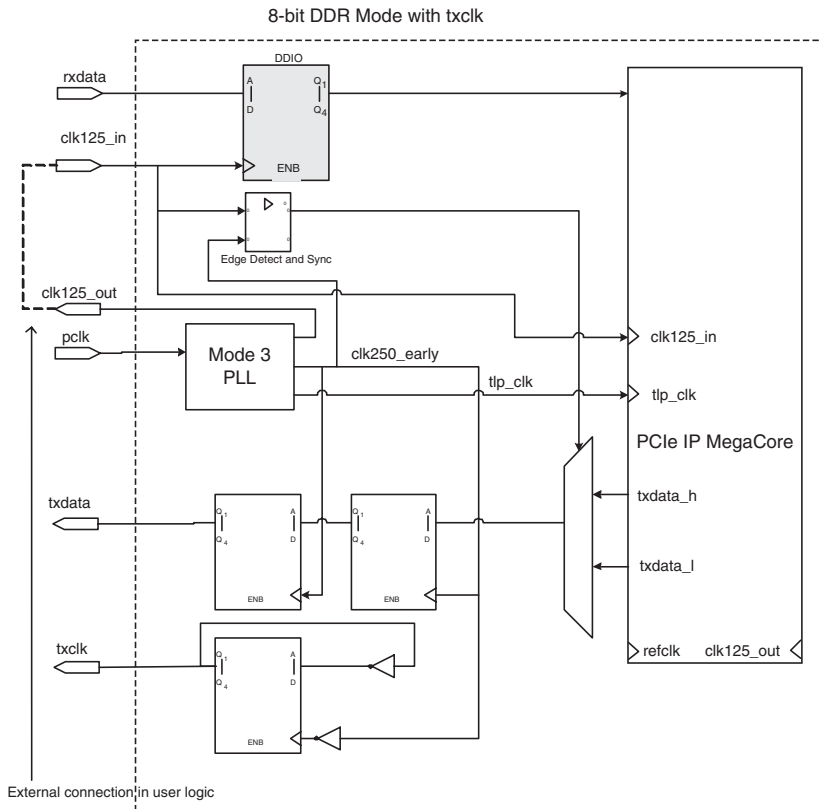 8-bit DDR Mode with txclk
DDIO
rxdata
A
D
Q1
Q4
ENB
clk125_in
Edge Detect and Sync
clk125_out
pclk
Mode 3
PLL
clk250_early
tlp_clk
clk125_in
tlp_clk
PCIe IP MegaCore
txdata_h
txdata_l
refclk
clk125_out
txdata
Q1
Q4
A
D
ENB
Q1
Q4
A
D
ENB
txclk
Q1
Q4
A
D
ENB
External connection in user logic